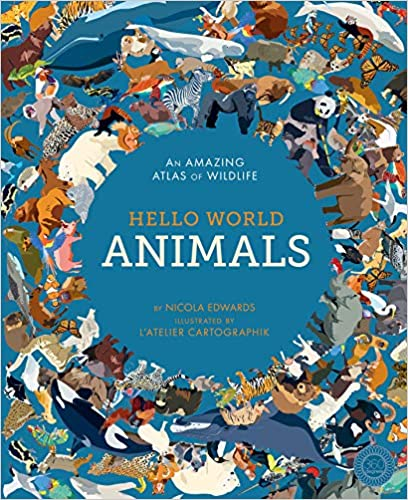 AN AMAZING
ATLAS OF WILDLIFE
HELLO WORLD
ANIMALS
BY NICOLA EDWARDS
ILLUSTRATED BY
L'ATELIER CARTOGRAPHIK